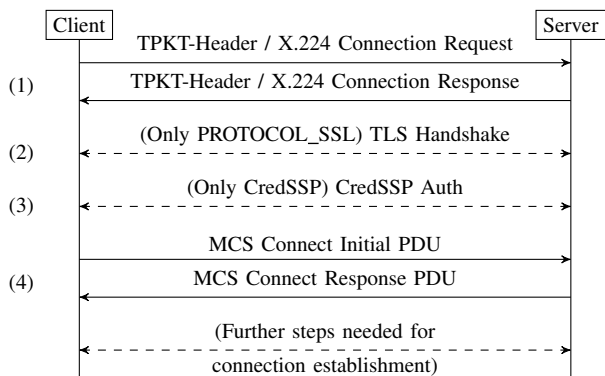 Client Server
TPKT-Header / X.224 Connection Request
(1) TPKT-Header / X.224 Connection Response
(2) (Only PROTOCOL_SSL) TLS Handshake
(3) (Only CredSSP) CredSSP Auth
MCS Connect Initial PDU
(4) MCS Connect Response PDU
(Further steps needed for
connection establishment)